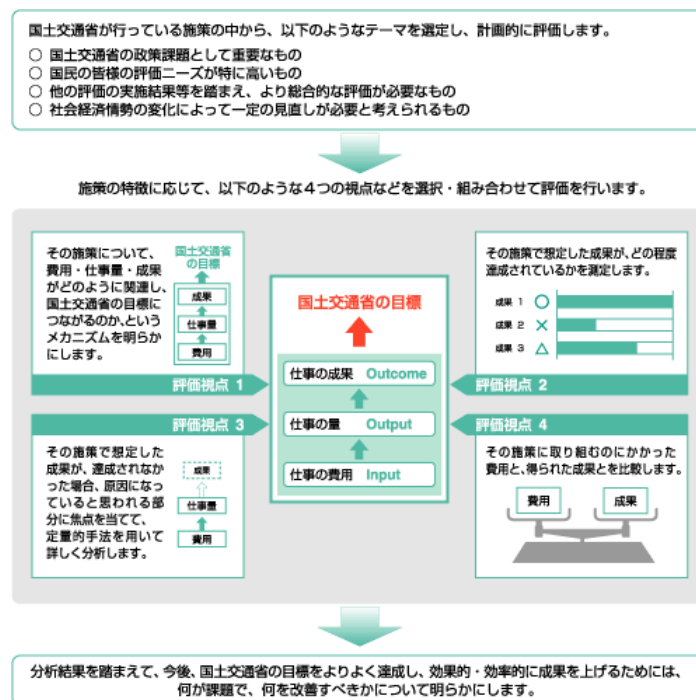 国土交通省が行っている施策の中から、以下のようなテーマを選定し、計画的に評価します。
○ 国土交通省の政策課題として重要なもの
○ 国民の皆様の評価ニーズが特に高いもの
○ 他の評価の実施結果等を踏まえ、より総合的な評価が必要なもの
○ 社会経済情勢の変化によって一定の見直しが必要と考えられるもの
施策の特徴に応じて、以下のような4つの視点などを選択・組み合わせて評価を行います。
その施策について、
費用・仕事量・成果
がどのように関連し、
国土交通省の目標に
つながるのか、という
メカニズムを明らか
にします。
国土交通省
の目標
成果
仕事量
費用
評価視点 1
その施策で想定した成果が、どの程度
達成されているかを測定します。
成果 1 ○
成果 2 ×
成果 3 △
評価視点 2
国土交通省の目標
仕事の成果 Outcome
仕事の量 Output
仕事の費用 Input
評価視点 3
その施策で想定した
成果が、達成されなか
った場合、原因になっ
ていると思われる部
分に焦点を当てて、
定量的手法を用いて
詳しく分析します。
成果
仕事量
費用
評価視点 4
その施策に取り組むのにかかった
費用と、得られた成果とを比較します。
費用
成果
分析結果を踏まえて、今後、国土交通省の目標をよりよく達成し、効果的・効率的に成果を上げるためには、
何が課題で、何を改善すべきかについて明らかにします。